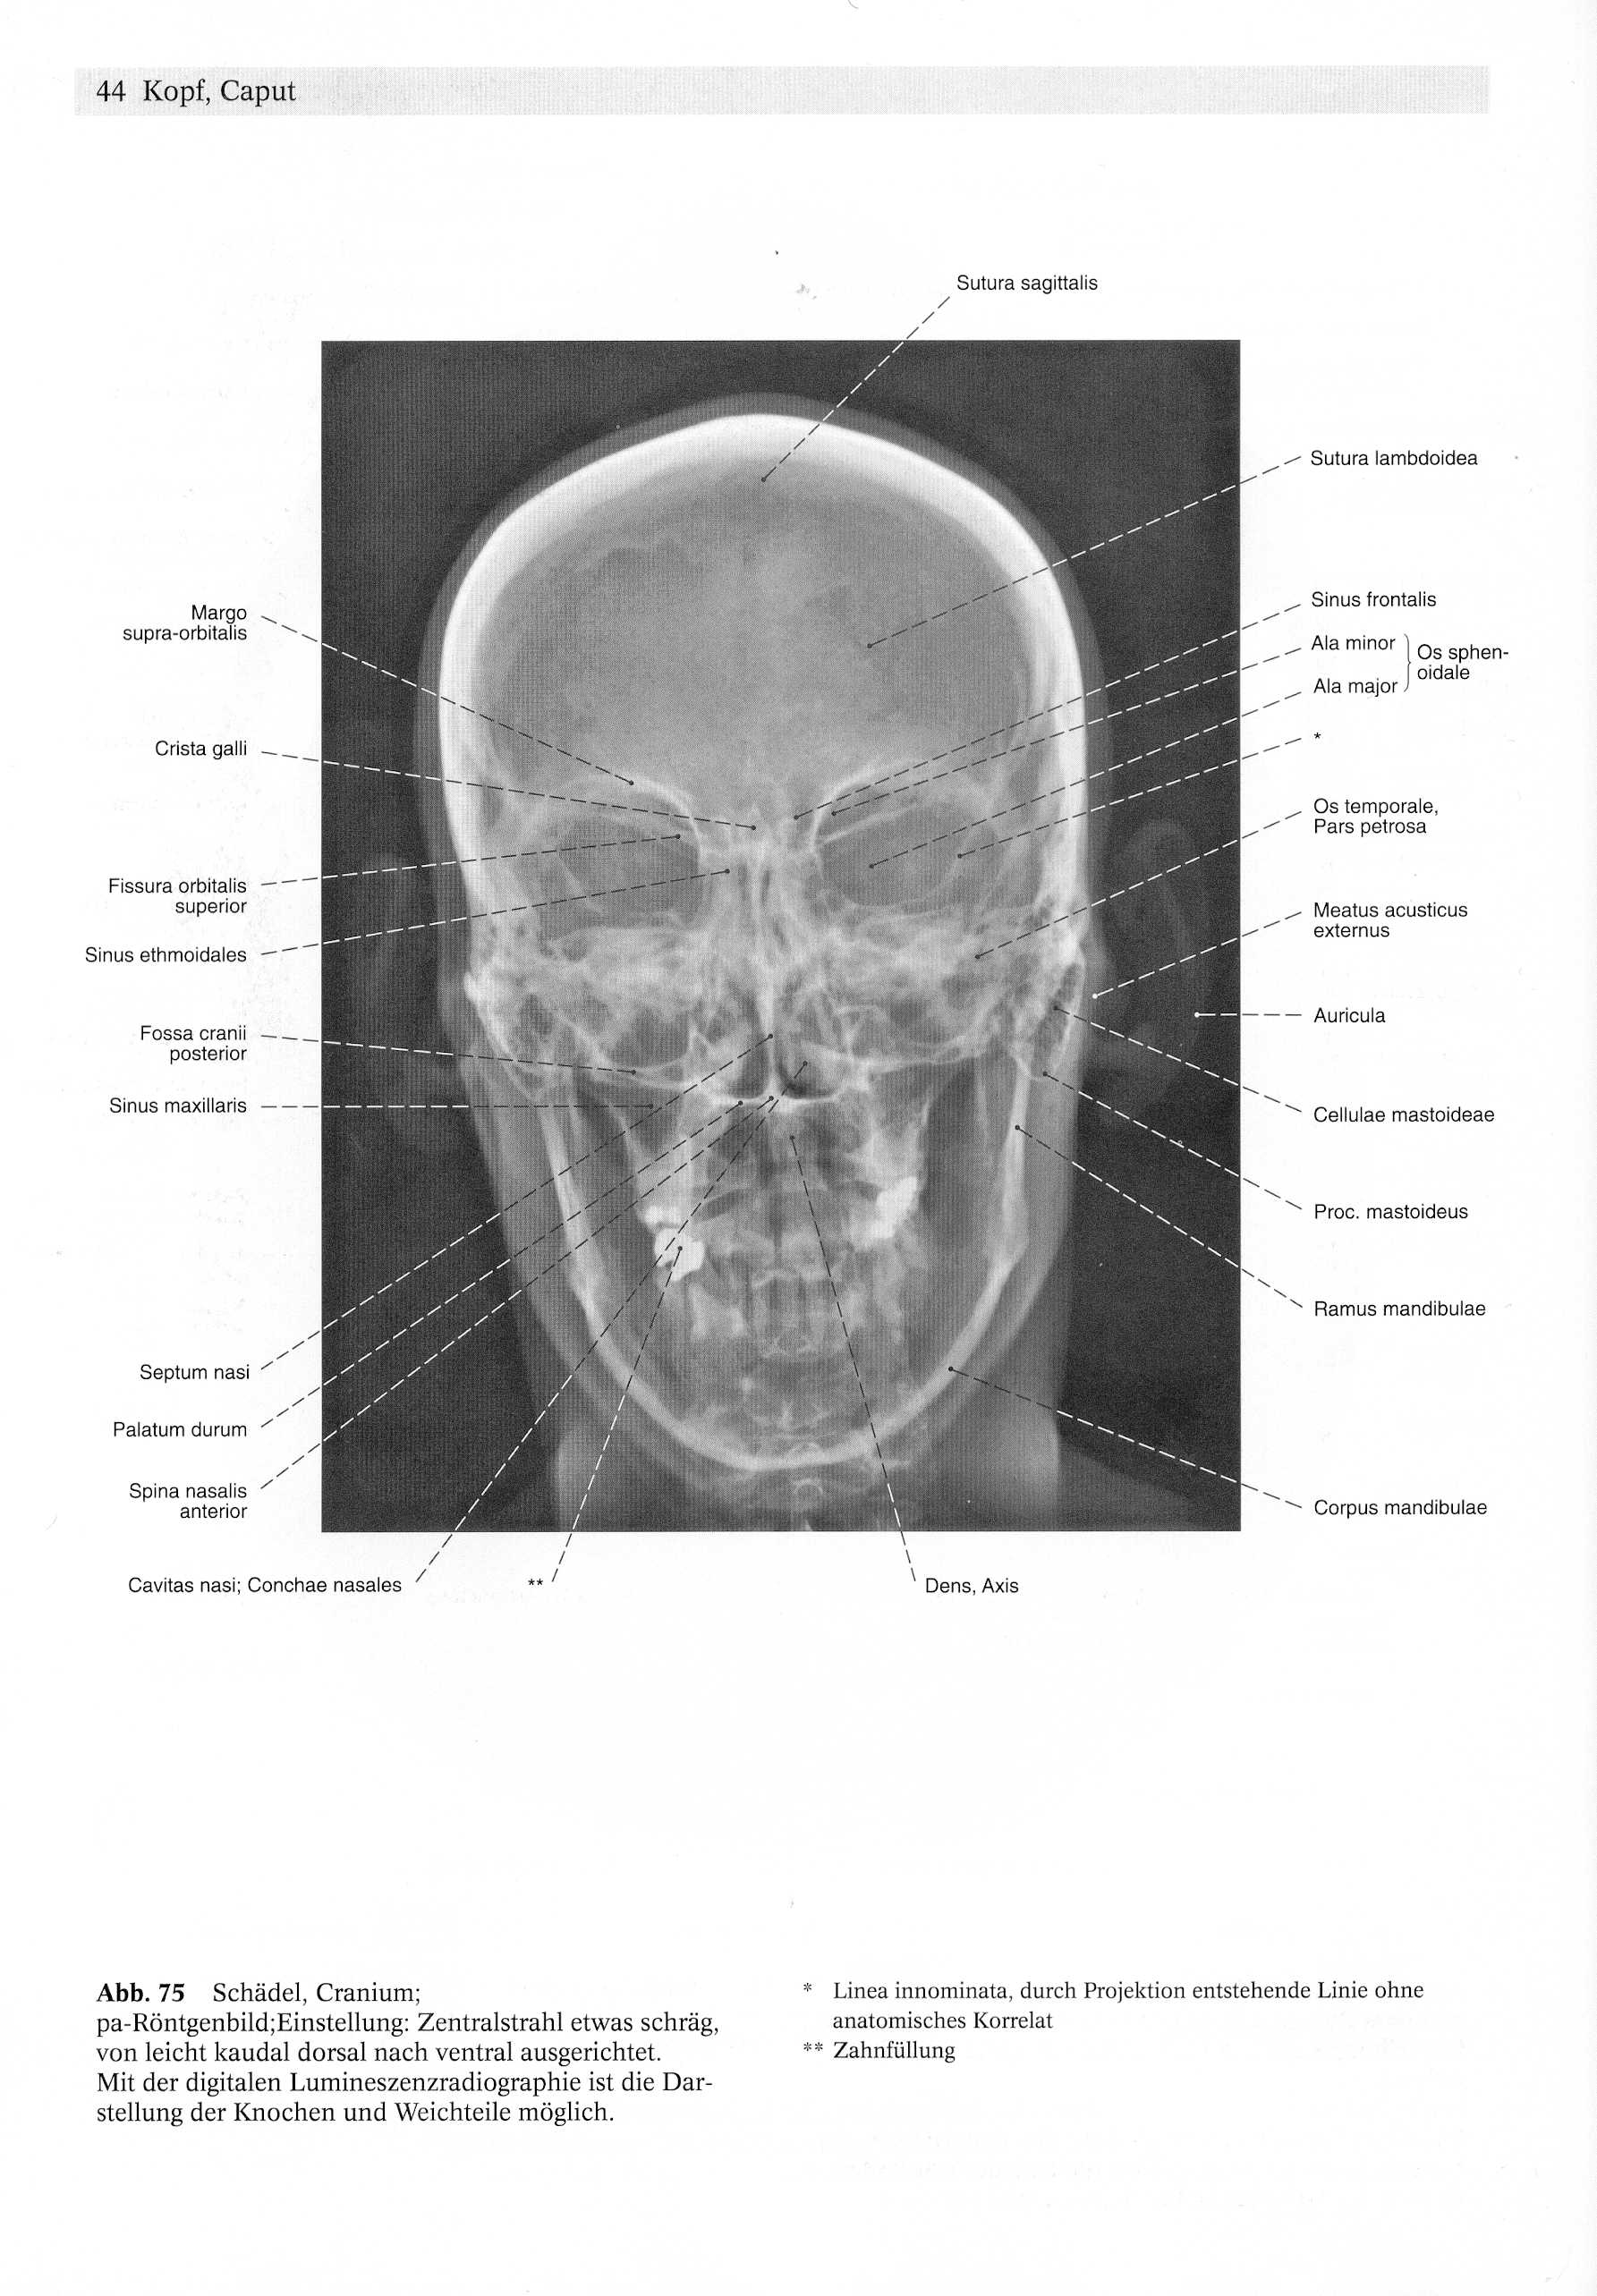 44 Kopf, Caput
Sutura sagittalis
Sutura lambdoidea
Sinus frontalis
Ala minor
Ala major
Os sphen-
oidale
*
Os temporale,
Pars petrosa
Meatus acusticus
externus
Auricula
Cellulae mastoideae
Proc. mastoideus
Ramus mandibulae
Corpus mandibulae
Margo
supra-orbitalis
Crista galli
Fissura orbitalis
superior
Sinus ethmoidales
Fossa cranii
posterior
Sinus maxillaris
Septum nasi
Palatum durum
Spina nasalis
anterior
Cavitas nasi; Conchae nasales
**
Dens, Axis
Abb. 75 Schädel, Cranium;
pa-Röntgenbild;Einstellung: Zentralstrahl etwas schräg,
von leicht kaudal dorsal nach ventral ausgerichtet.
Mit der digitalen Lumineszenzradiographie ist die Dar-
stellung der Knochen und Weichteile möglich.
* Linea innominata, durch Projektion entstehende Linie ohne
anatomisches Korrelat
** Zahnfüllung